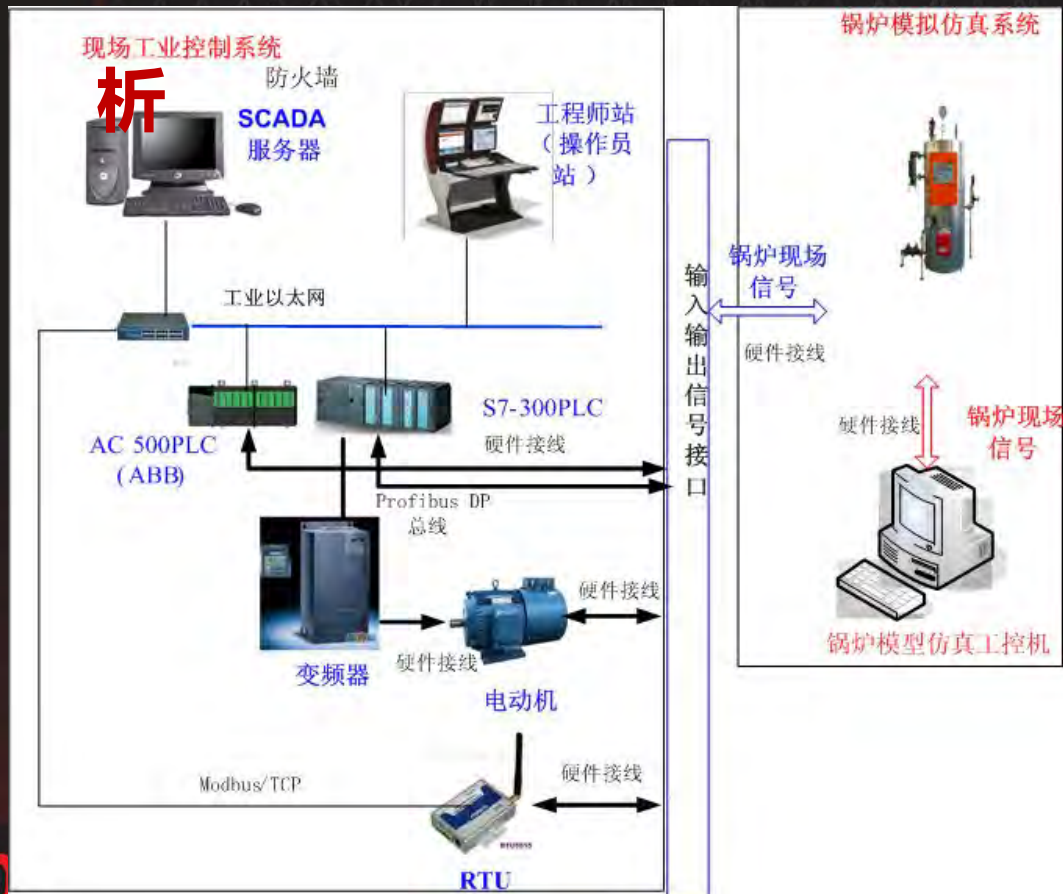 现场工业控制系统
析
防火墙
SCADA
服务器
工程师站
（操作员
站）
工业以太网
AC 500PLC
(ABB)
S7-300PLC
硬件接线
Profibus DP
总线
变频器
硬件接线
电动机
硬件接线
Modbus/TCP
硬件接线
RTU
输入输出信号接口
锅炉模拟仿真系统
锅炉现场
信号
硬件接线
硬件接线
锅炉现场
信号
锅炉模型仿真工控机